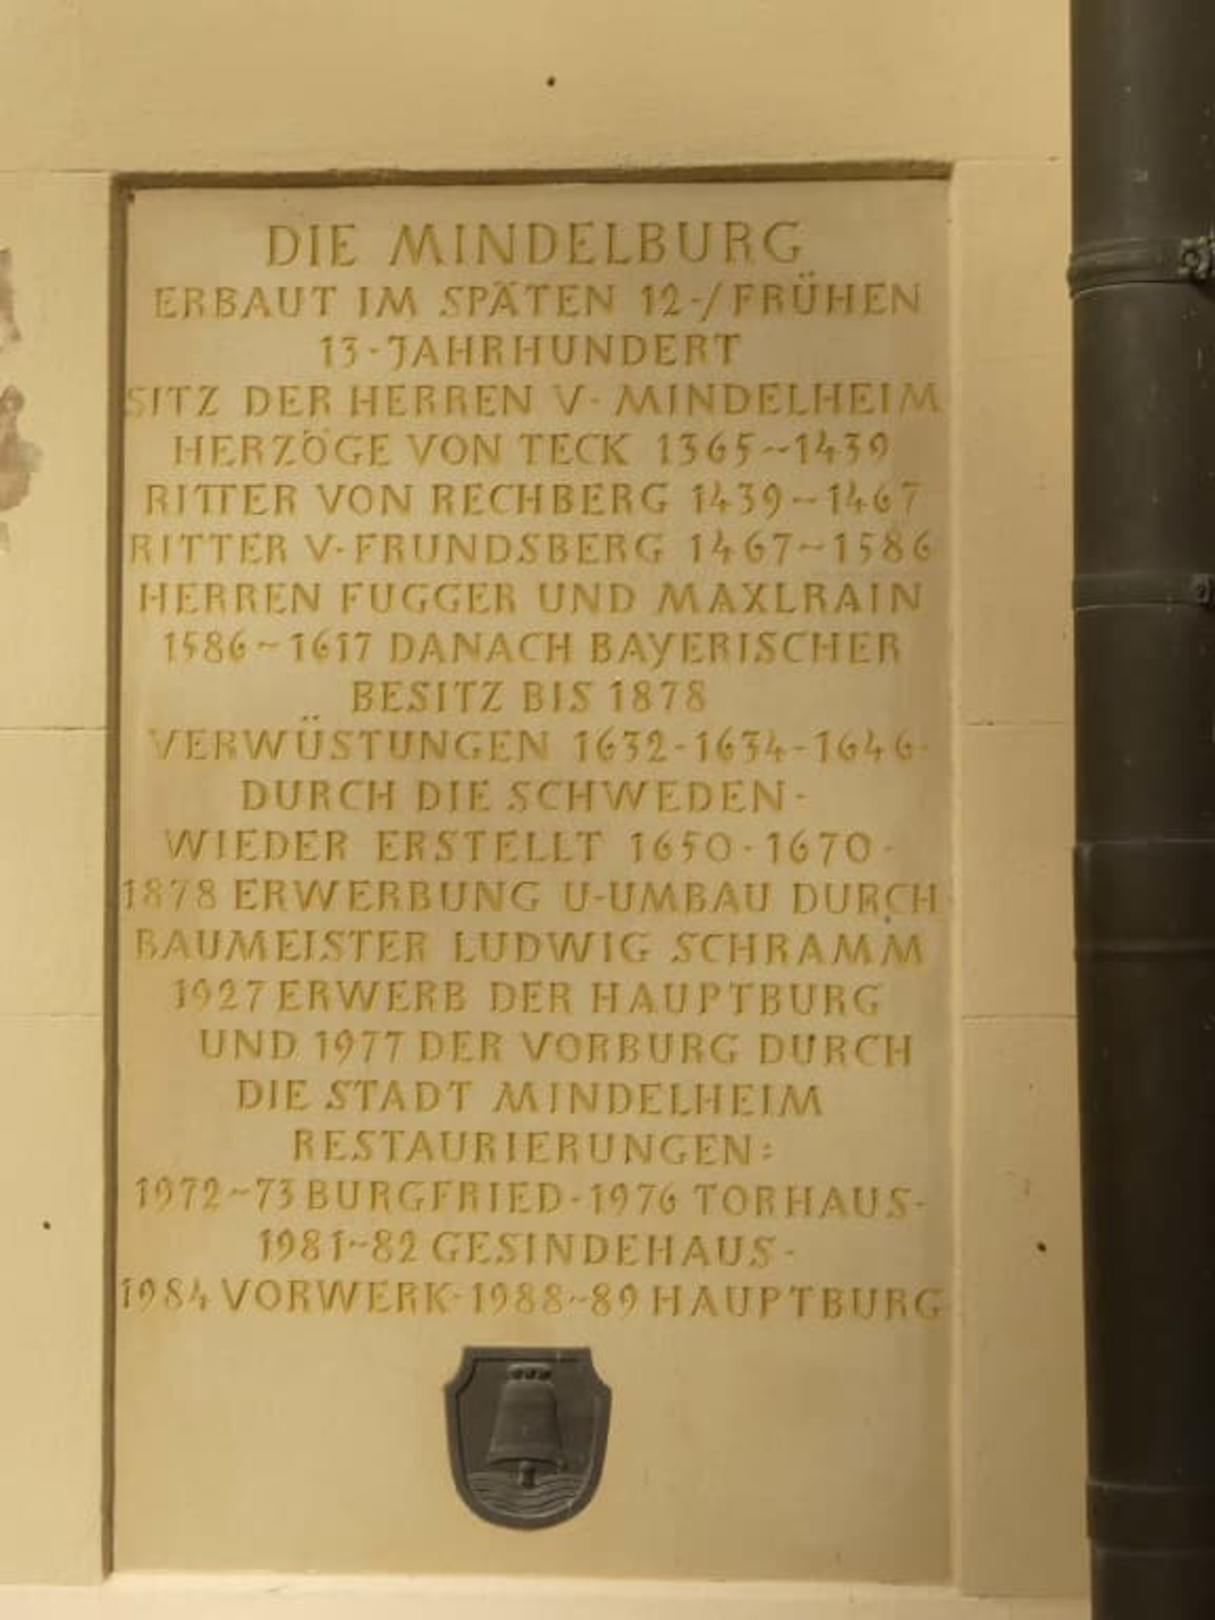 DIE MINDELBURG
ERBAUT IM SPÄTEN 12·/FRÜHEN
13·JAHRHUNDERT
SITZ DER HERREN V· MINDELHEIM
HERZÖGE VON TECK 1365~1439
RITTER VON RECHBERG 1439~1467
RITTER V·FRUNDSBERG 1467~1586
HERREN FUGGER UND MAXLRAIN
1586~1617 DANACH BAYERISCHER
BESITZ BIS 1878
VERWÜSTUNGEN 1632·1634·1646·
DURCH DIE SCHWEDEN·
WIEDER ERSTELLT 1650·1670·
1878 ERWERBUNG U·UMBAU DURCH
BAUMEISTER LUDWIG SCHRAMM
1927 ERWERB DER HAUPTBURG
UND 1977 DER VORBURG DURCH
DIE STADT MINDELHEIM
RESTAURIERUNGEN:
1972~73 BURGFRIED·1976 TORHAUS·
1981~82 GESINDEHAUS·
1984 VORWERK·1988~89 HAUPTBURG